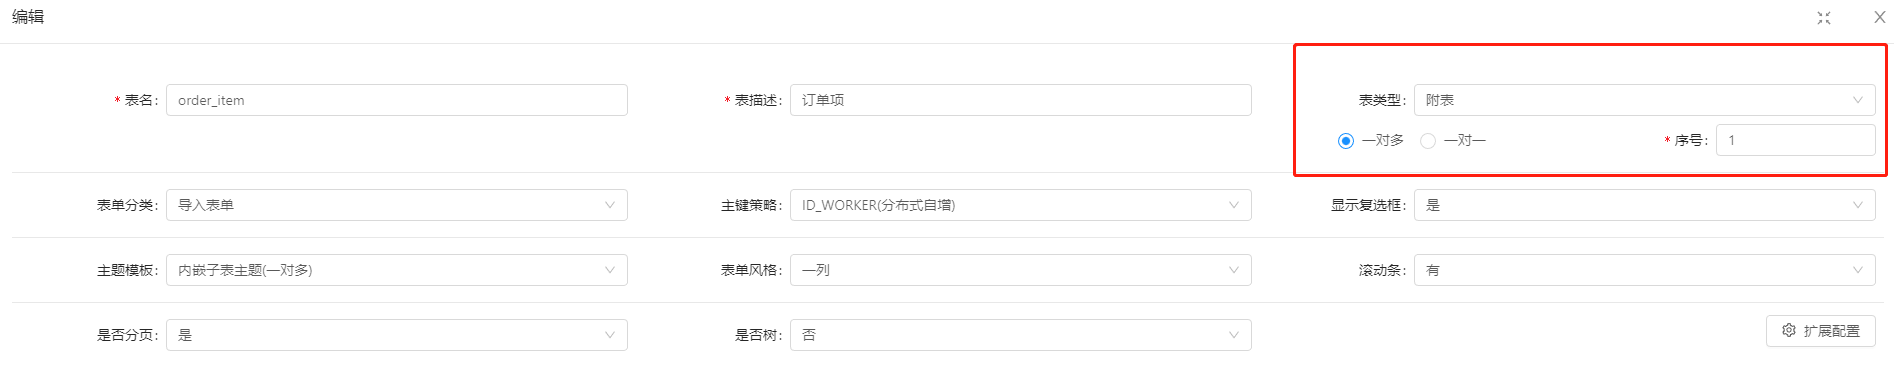 编辑
* 表名: order_item * 表描述: 订单项 表类型: 附表
一对多 一对一 * 序号: 1
表单分类: 导入表单 主键策略: ID_WORKER(分布式自增) 显示复选框: 是
主题模板: 内嵌子表主题(一对多) 表单风格: 一列 滚动条: 有
是否分页: 是 是否树: 否 扩展配置